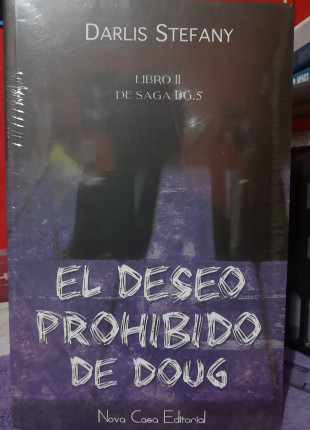 DARLIS STEFANY
LIBRO II
DE SAGA BG.5
EL DESEO
PROHIBIDO
DE DOUG
Nova Casa Editorial